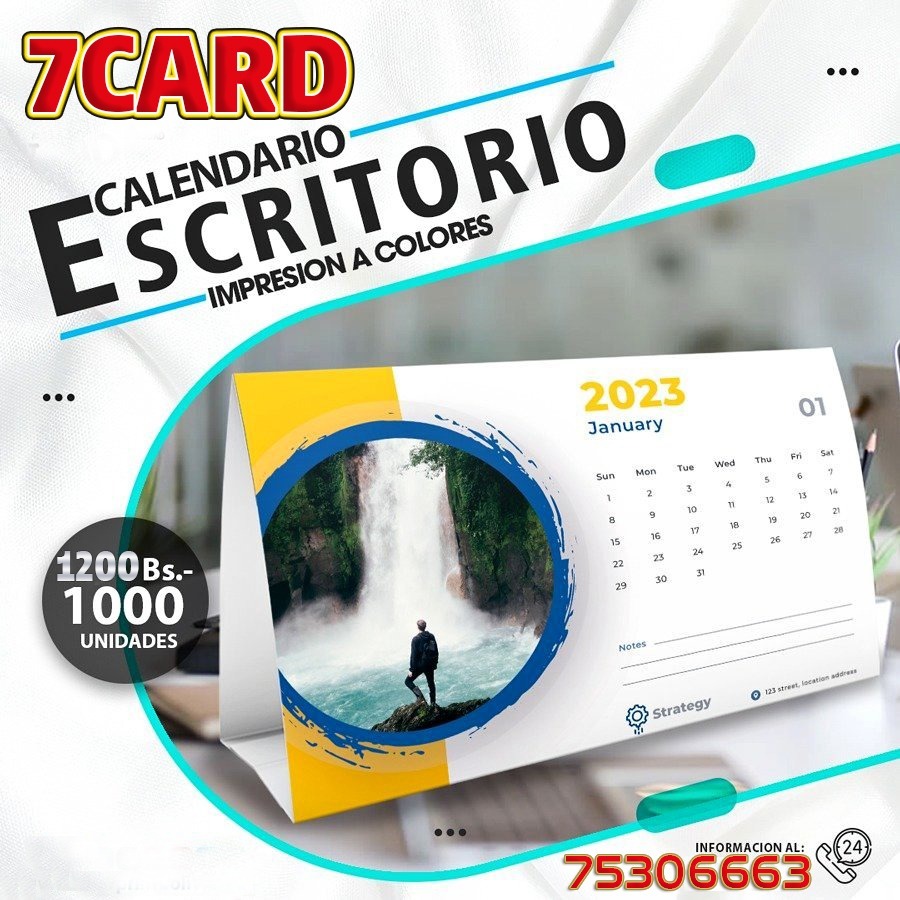 7CARD
CALENDARIO
ESCRITORIO
IMPRESION A COLORES
2023
January
01
Sun Mon Tue Wed Thu Fri Sat
1 2 3 4 5 6 7
8 9 10 11 12 13 14
15 16 17 18 19 20 21
22 23 24 25 26 27 28
29 30 31
Notes
Strategy
123 street, location address
1200 Bs.-
1000
UNIDADES
INFORMACION AL:
75306663
24